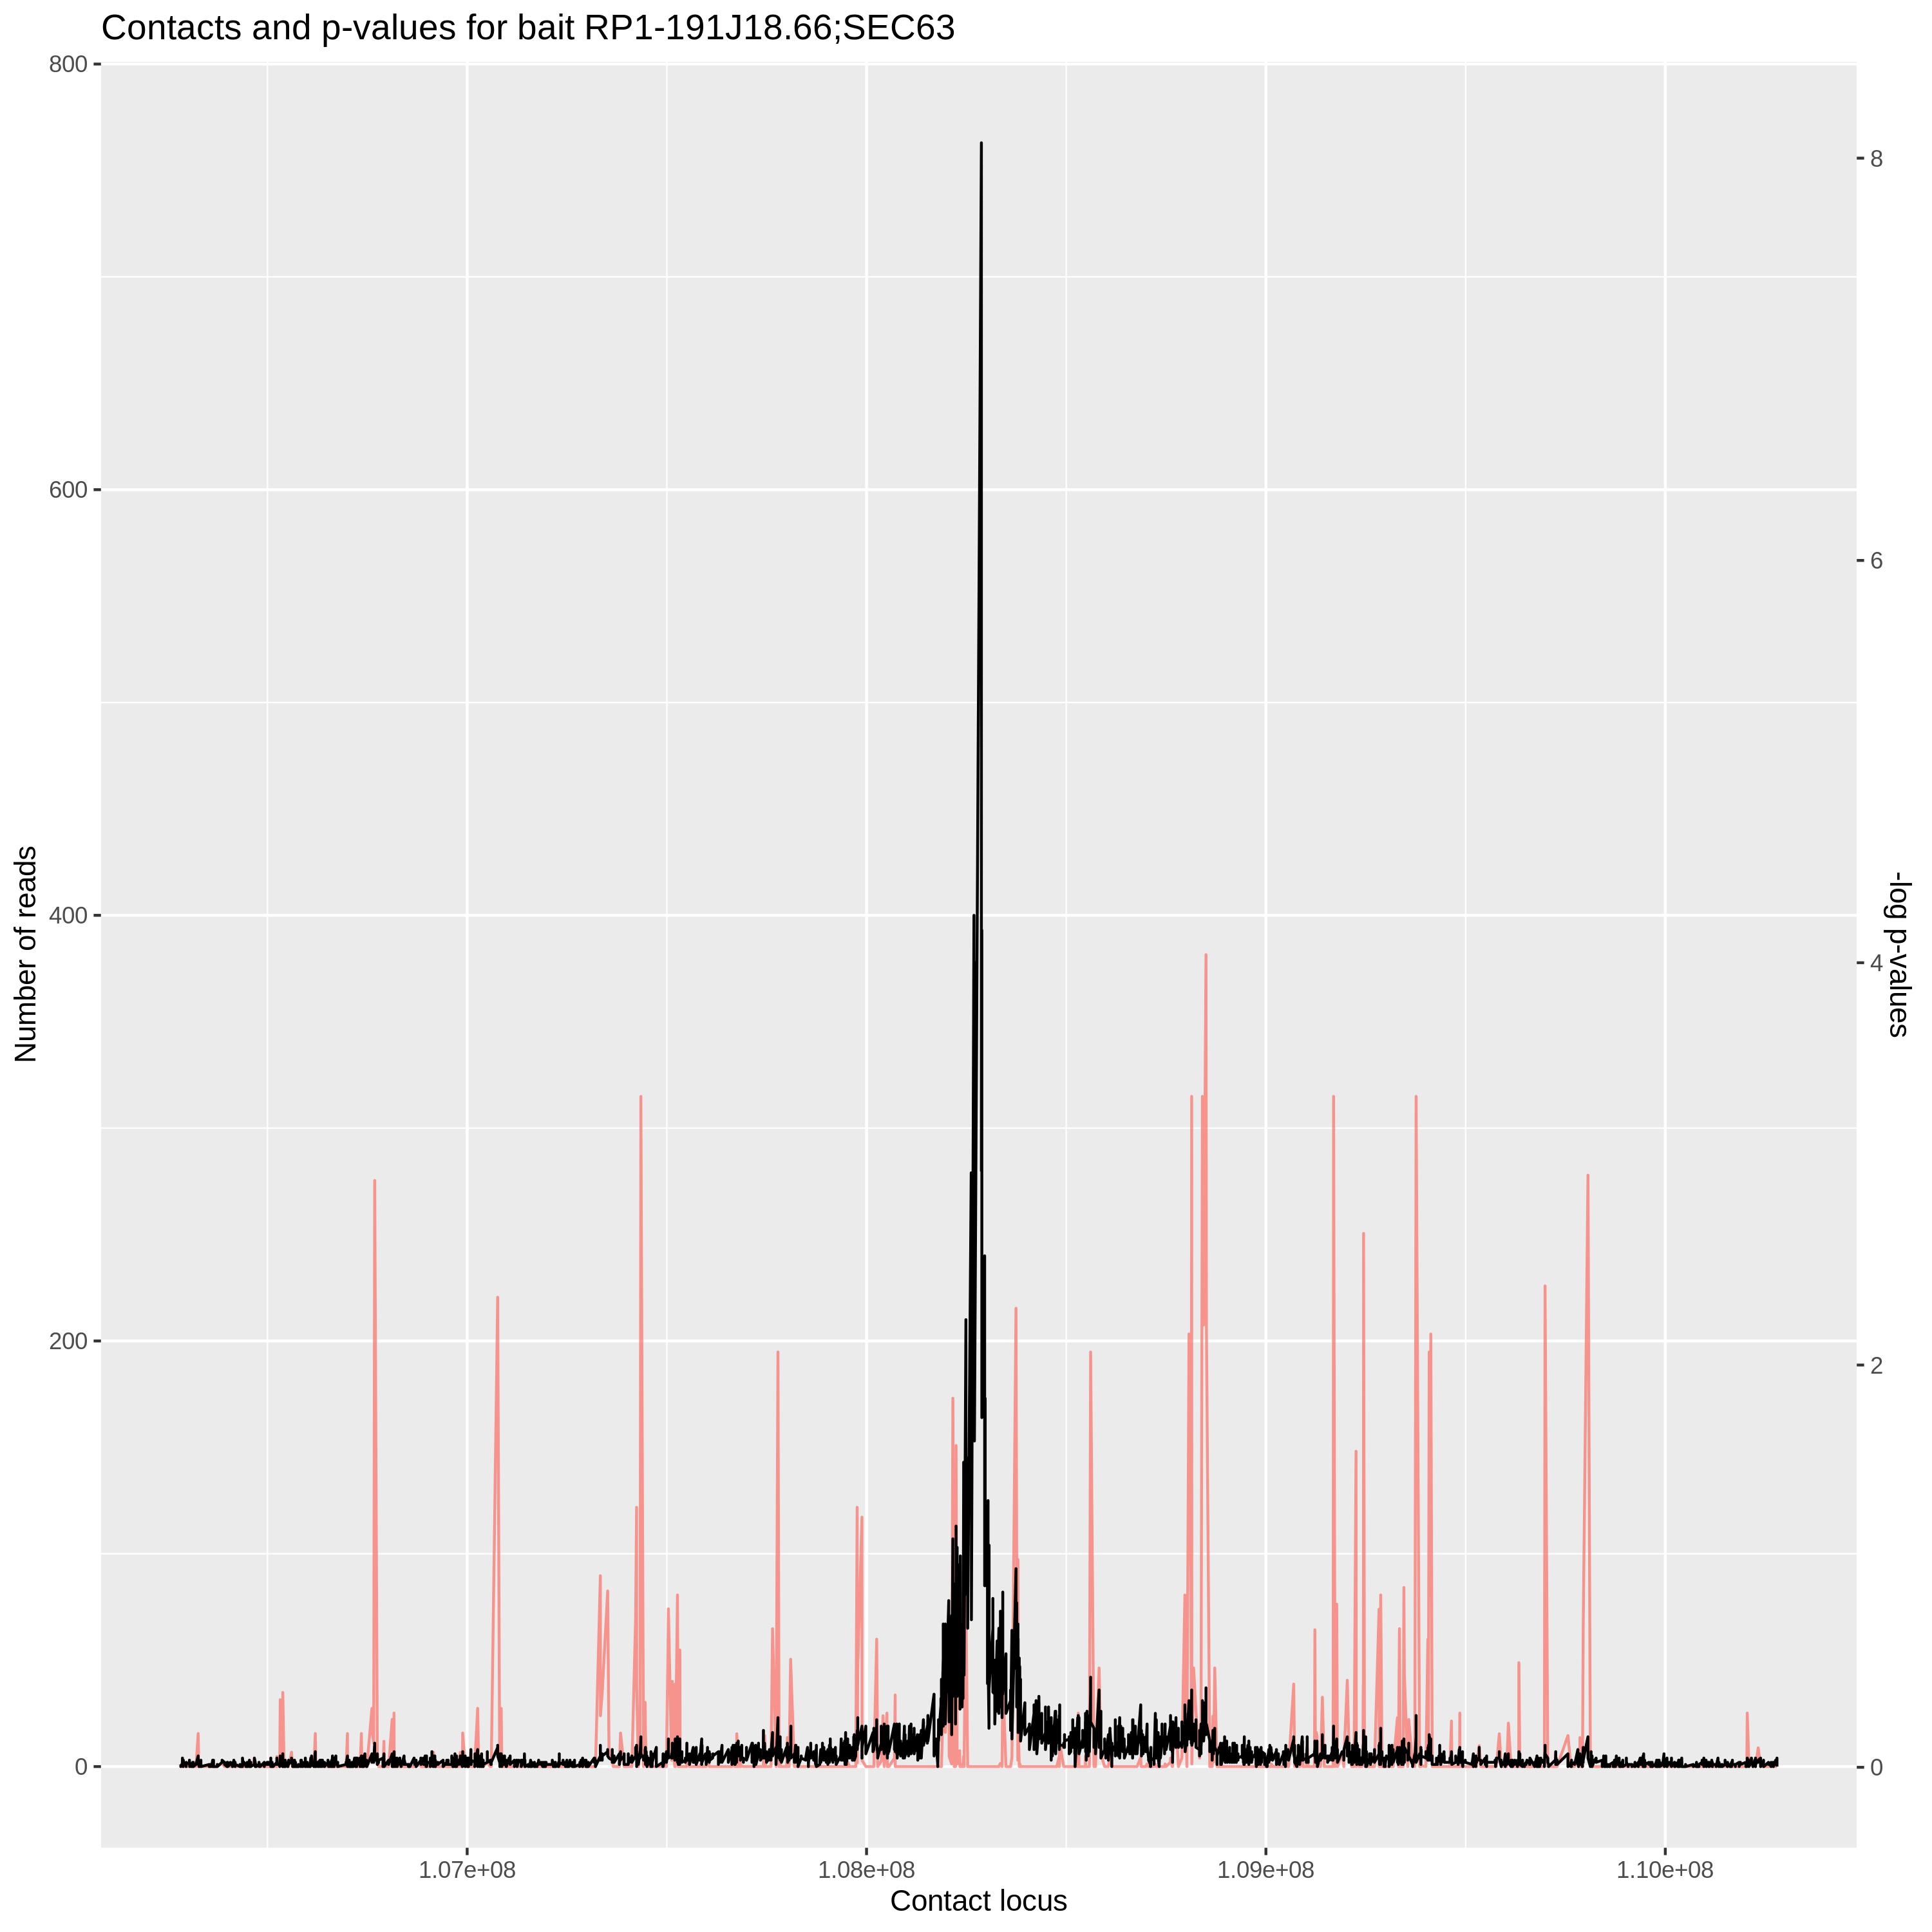 Contacts and p-values for bait RP1-191J18.66;SEC63
800
600
400
200
0
Number of reads
8
6
4
2
0
-log p-values
1.07e+08
1.08e+08
1.09e+08
1.10e+08
Contact locus